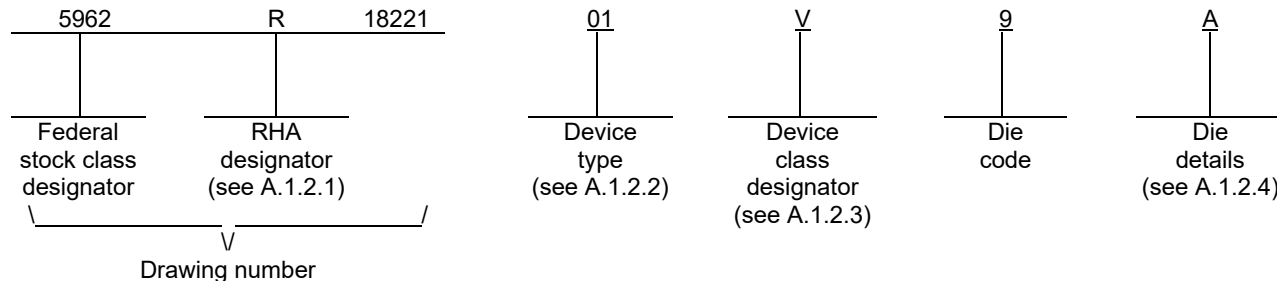 5962 R 18221 01 V 9 A
Federal RHA Device Device Die Die
stock class designator type class code details
designator (see A.1.2.1) (see A.1.2.2) designator (see A.1.2.4)
(see A.1.2.3)
Drawing number